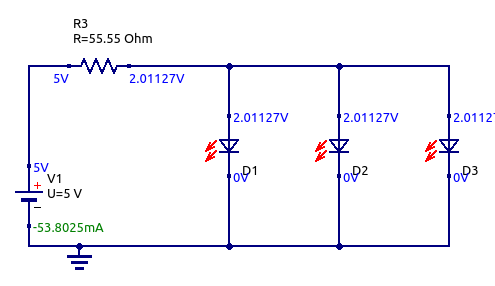 R3
R=55.55 Ohm
5V
2.01127V
2.01127V
2.01127V
2.0112
D1
D2
D3
0V
0V
0V
5V
V1
+
U=5 V
−
-53.8025mA